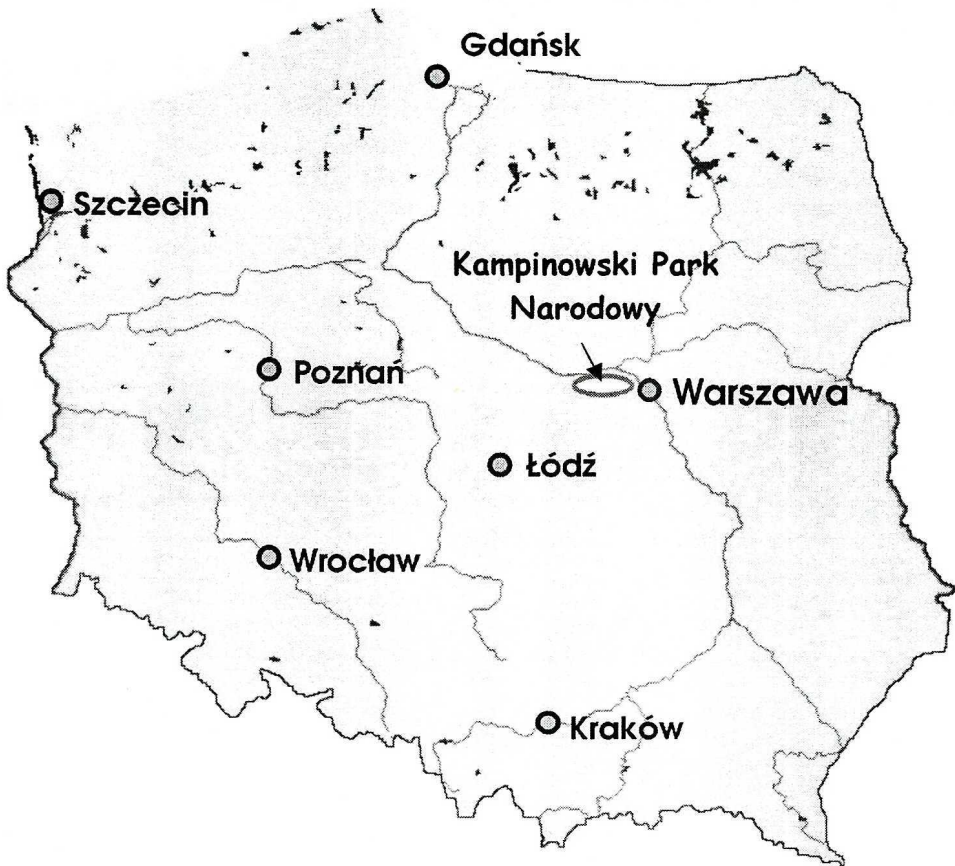 Gdańsk
Szczecin
Kampinowski Park
Narodowy
Poznań
Warszawa
Łódź
Wrocław
Kraków